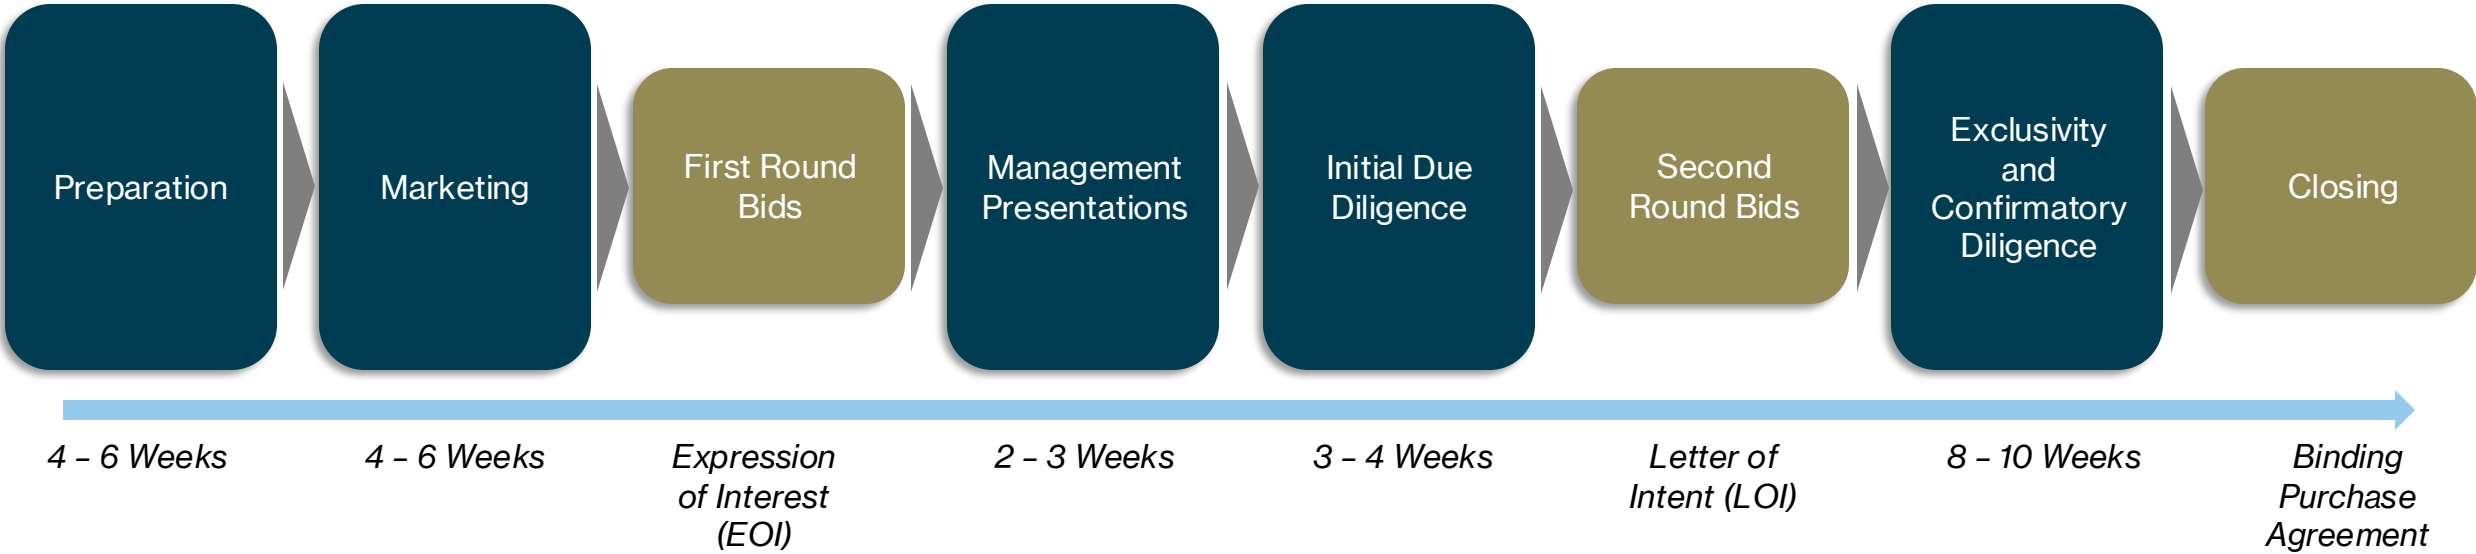 Preparation
Marketing
First Round
Bids
Management
Presentations
Initial Due
Diligence
Second
Round Bids
Exclusivity
and
Confirmatory
Diligence
Closing
4 – 6 Weeks
4 – 6 Weeks
Expression
of Interest
(EOI)
2 – 3 Weeks
3 – 4 Weeks
Letter of
Intent (LOI)
8 – 10 Weeks
Binding
Purchase
Agreement